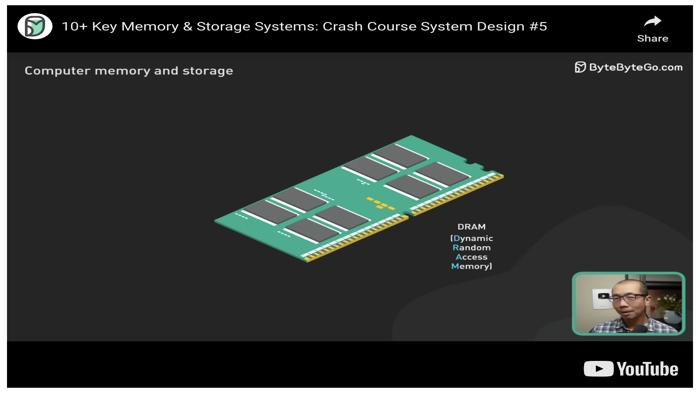 10+ Key Memory & Storage Systems: Crash Course System Design #5
Share
Computer memory and storage
ByteByteGo.com
DRAM
(Dynamic
Random
Access
Memory)
YouTube